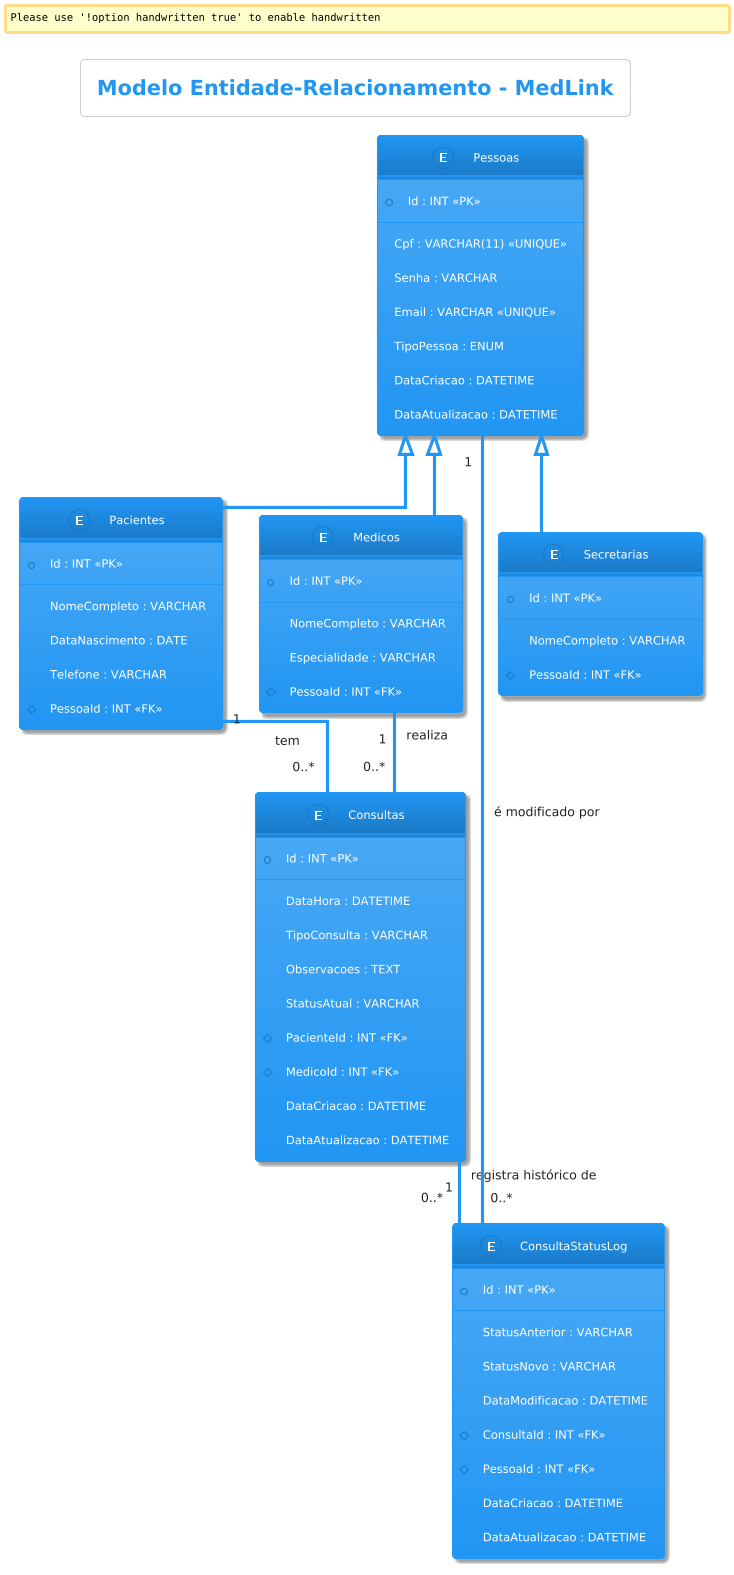 Please use '!option handwritten true' to enable handwritten
Modelo Entidade-Relacionamento - MedLink
E Pessoas
Id : INT «PK»
Cpf : VARCHAR(11) «UNIQUE»
Senha : VARCHAR
Email : VARCHAR «UNIQUE»
TipoPessoa : ENUM
DataCriacao : DATETIME
DataAtualizacao : DATETIME
1
E Pacientes
Id : INT «PK»
NomeCompleto : VARCHAR
DataNascimento : DATE
Telefone : VARCHAR
PessoaId : INT «FK»
E Medicos
Id : INT «PK»
NomeCompleto : VARCHAR
Especialidade : VARCHAR
PessoaId : INT «FK»
E Secretarias
Id : INT «PK»
NomeCompleto : VARCHAR
PessoaId : INT «FK»
1
tem
0..*
1
realiza
0..*
é modificado por
E Consultas
Id : INT «PK»
DataHora : DATETIME
TipoConsulta : VARCHAR
Observacoes : TEXT
StatusAtual : VARCHAR
PacienteId : INT «FK»
MedicoId : INT «FK»
DataCriacao : DATETIME
DataAtualizacao : DATETIME
registra histórico de
1
0..*
0..*
E ConsultaStatusLog
Id : INT «PK»
StatusAnterior : VARCHAR
StatusNovo : VARCHAR
DataModificacao : DATETIME
ConsultaId : INT «FK»
PessoaId : INT «FK»
DataCriacao : DATETIME
DataAtualizacao : DATETIME